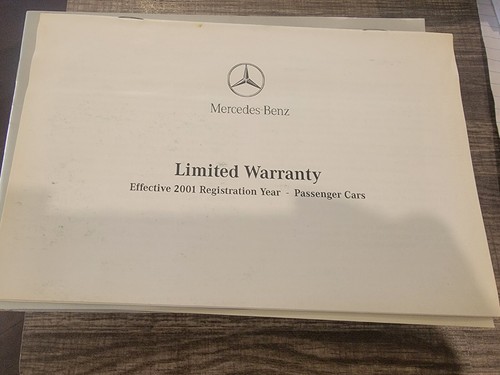 Mercedes-Benz
Limited Warranty
Effective 2001 Registration Year - Passenger Cars